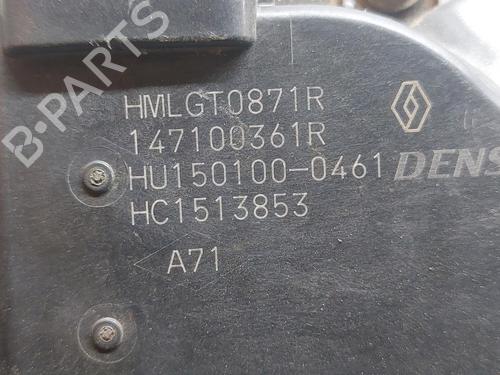 B-PARTS
HMLGT0871R
147100361R
HU150100-0461
DENS
HC1513853
A71